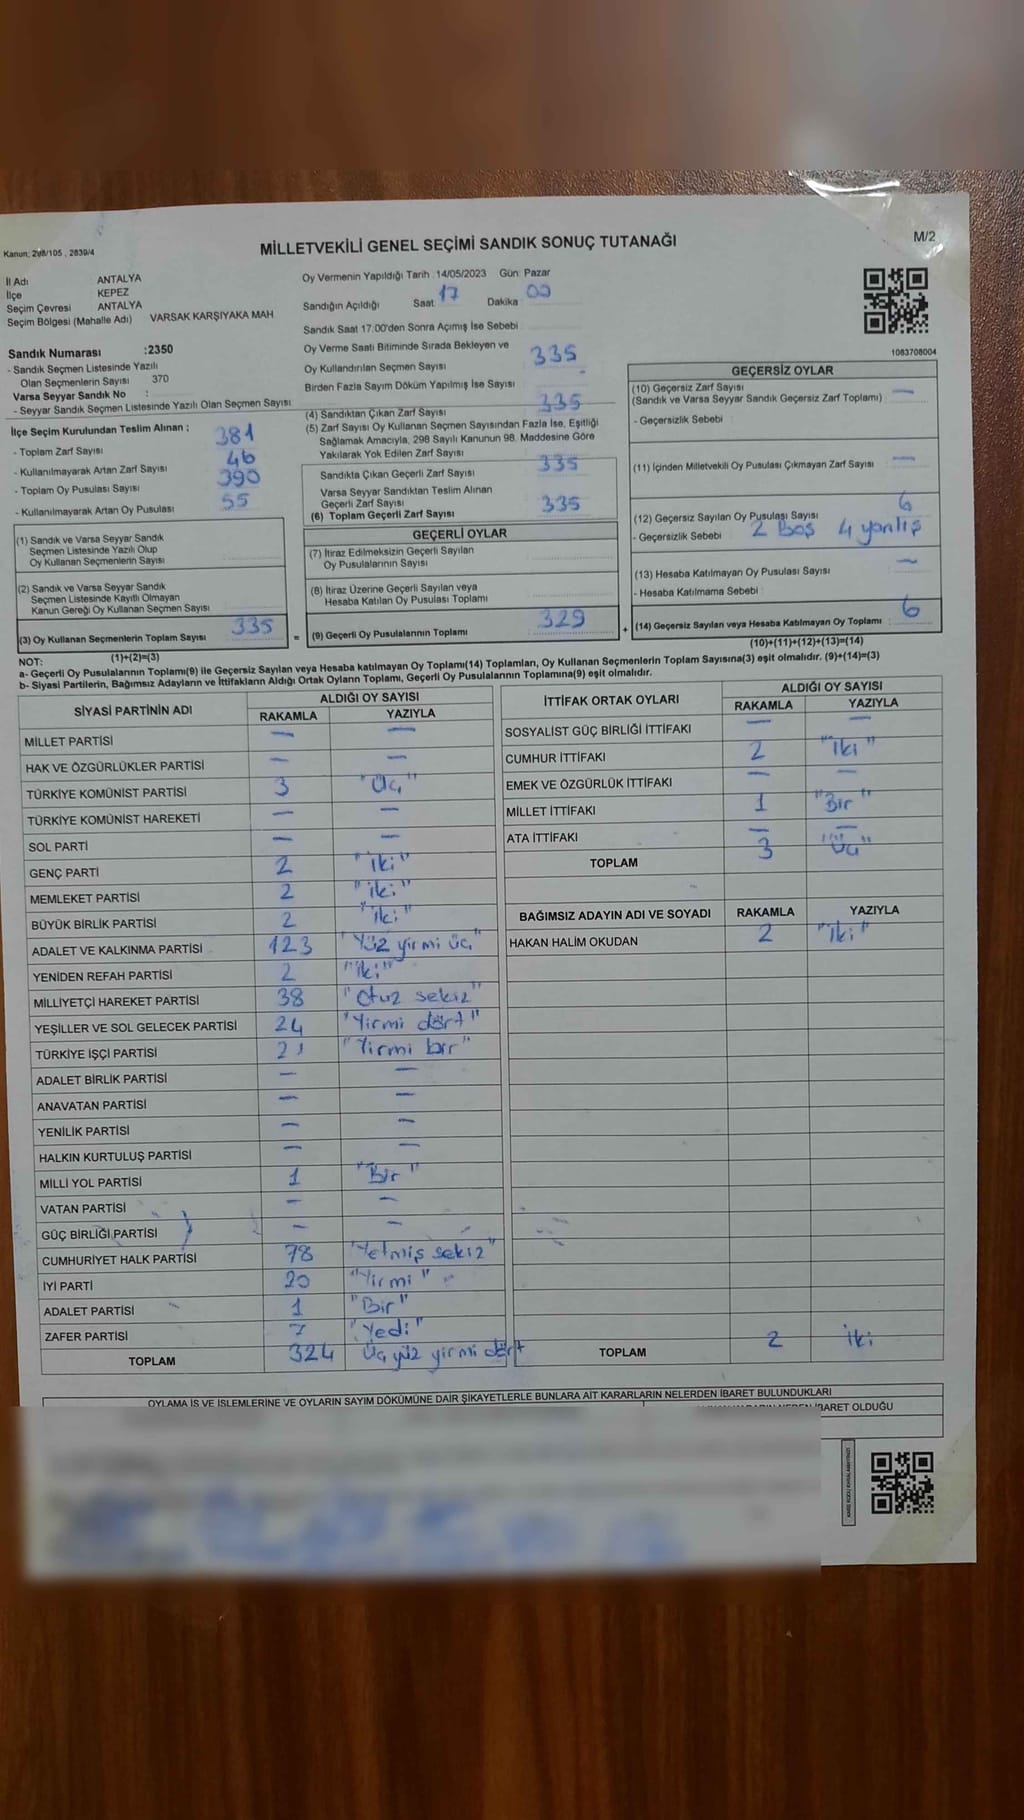 Kanun; 298/105 , 2839/4
MİLLETVEKİLİ GENEL SEÇİMİ SANDIK SONUÇ TUTANAĞI
M/2
İl Adı ANTALYA
İlçe KEPEZ
Seçim Çevresi ANTALYA
Seçim Bölgesi (Mahalle Adı) VARSAK KARŞIYAKA MAH
Sandık Numarası :2350
- Sandık Seçmen Listesinde Yazılı
Olan Seçmenlerin Sayısı 370
Varsa Seyyar Sandık No :
- Seyyar Sandık Seçmen Listesinde Yazılı Olan Seçmen Sayısı
İlçe Seçim Kurulundan Teslim Alınan ;
- Toplam Zarf Sayısı 381
- Kullanılmayarak Artan Zarf Sayısı 46
- Toplam Oy Pusulası Sayısı 390
- Kullanılmayarak Artan Oy Pusulası 55
(1) Sandık ve Varsa Seyyar Sandık
Seçmen Listesinde Yazılı Olup
Oy Kullanan Seçmenlerin Sayısı
(2) Sandık ve Varsa Seyyar Sandık
Seçmen Listesinde Kayıtlı Olmayan
Kanun Gereği Oy Kullanan Seçmen Sayısı
(3) Oy Kullanan Seçmenlerin Toplam Sayısı 335 =
(1)+(2)=(3)
Oy Vermenin Yapıldığı Tarih :14/05/2023 Gün: Pazar
Sandığın Açıldığı Saat 17 Dakika 00
Sandık Saat 17:00'den Sonra Açımış İse Sebebi
Oy Verme Saati Bitiminde Sırada Bekleyen ve
Oy Kullandırılan Seçmen Sayısı 335
Birden Fazla Sayım Döküm Yapılmış İse Sayısı -
(4) Sandıktan Çıkan Zarf Sayısı 335
(5) Zarf Sayısı Oy Kullanan Seçmen Sayısından Fazla İse, Eşitliği
Sağlamak Amacıyla, 298 Sayılı Kanunun 98. Maddesine Göre
Yakılarak Yok Edilen Zarf Sayısı
Sandıkta Çıkan Geçerli Zarf Sayısı 335
Varsa Seyyar Sandıktan Teslim Alınan
Geçerli Zarf Sayısı
(6) Toplam Geçerli Zarf Sayısı 335
GEÇERLİ OYLAR
(7) İtiraz Edilmeksizin Geçerli Sayılan
Oy Pusulalarının Sayısı
(8) İtiraz Üzerine Geçerli Sayılan veya
Hesaba Katılan Oy Pusulası Toplamı
(9) Geçerli Oy Pusulalarının Toplamı 329 +
1083708004
GEÇERSİZ OYLAR
(10) Geçersiz Zarf Sayısı
(Sandık ve Varsa Seyyar Sandık Geçersiz Zarf Toplamı) —
- Geçersizlik Sebebi
(11) İçinden Milletvekili Oy Pusulası Çıkmayan Zarf Sayısı —
(12) Geçersiz Sayılan Oy Pusulası Sayısı 6
- Geçersizlik Sebebi 2 Boş 4 yanlış
(13) Hesaba Katılmayan Oy Pusulası Sayısı —
- Hesaba Katılmama Sebebi
(14) Geçersiz Sayılan veya Hesaba Katılmayan Oy Toplamı : 6
(10)+(11)+(12)+(13)=(14)
NOT:
a- Geçerli Oy Pusulalarının Toplamı(9) ile Geçersiz Sayılan veya Hesaba katılmayan Oy Toplamı(14) Toplamları, Oy Kullanan Seçmenlerin Toplam Sayısına(3) eşit olmalıdır. (9)+(14)=(3)
b- Siyasi Partilerin, Bağımsız Adayların ve İttifakların Aldığı Ortak Oyların Toplamı, Geçerli Oy Pusulalarının Toplamına(9) eşit olmalıdır.
SİYASİ PARTİNİN ADI ALDIĞI OY SAYISI
RAKAMLA YAZIYLA
MİLLET PARTİSİ — —
HAK VE ÖZGÜRLÜKLER PARTİSİ — —
TÜRKİYE KOMÜNİST PARTİSİ 3 "Üç"
TÜRKİYE KOMÜNİST HAREKETİ — —
SOL PARTİ — —
GENÇ PARTİ 2 "iki"
MEMLEKET PARTİSİ 2 "iki"
BÜYÜK BİRLİK PARTİSİ 2 "iki"
ADALET VE KALKINMA PARTİSİ 123 "Yüz yirmi üç"
YENİDEN REFAH PARTİSİ 2 "iki"
MİLLİYETÇİ HAREKET PARTİSİ 38 "Otuz sekiz"
YEŞİLLER VE SOL GELECEK PARTİSİ 24 "Yirmi dört"
TÜRKİYE İŞÇİ PARTİSİ 21 "Yirmi bir"
ADALET BİRLİK PARTİSİ — —
ANAVATAN PARTİSİ — —
YENİLİK PARTİSİ — —
HALKIN KURTULUŞ PARTİSİ — —
MİLLİ YOL PARTİSİ 1 "Bir"
VATAN PARTİSİ — —
GÜÇ BİRLİĞİ PARTİSİ — —
CUMHURİYET HALK PARTİSİ 78 "Yetmiş sekiz"
İYİ PARTİ 20 "Yirmi"
ADALET PARTİSİ 1 "Bir"
ZAFER PARTİSİ 7 "Yedi"
TOPLAM 324 Üç yüz yirmi dört
İTTİFAK ORTAK OYLARI ALDIĞI OY SAYISI
RAKAMLA YAZIYLA
SOSYALİST GÜÇ BİRLİĞİ İTTİFAKI — —
CUMHUR İTTİFAKI 2 "İki"
EMEK VE ÖZGÜRLÜK İTTİFAKI — —
MİLLET İTTİFAKI 1 "Bir"
ATA İTTİFAKI — —
TOPLAM 3 "Üç"
BAĞIMSIZ ADAYIN ADI VE SOYADI RAKAMLA YAZIYLA
HAKAN HALİM OKUDAN 2 "İki"
TOPLAM 2 İki
OYLAMA İŞ VE İŞLEMLERİNE VE OYLARIN SAYIM DÖKÜMÜNE DAİR ŞİKAYETLERLE BUNLARA AİT KARARLARIN NELERDEN İBARET BULUNDUKLARI
İBARET OLDUĞU